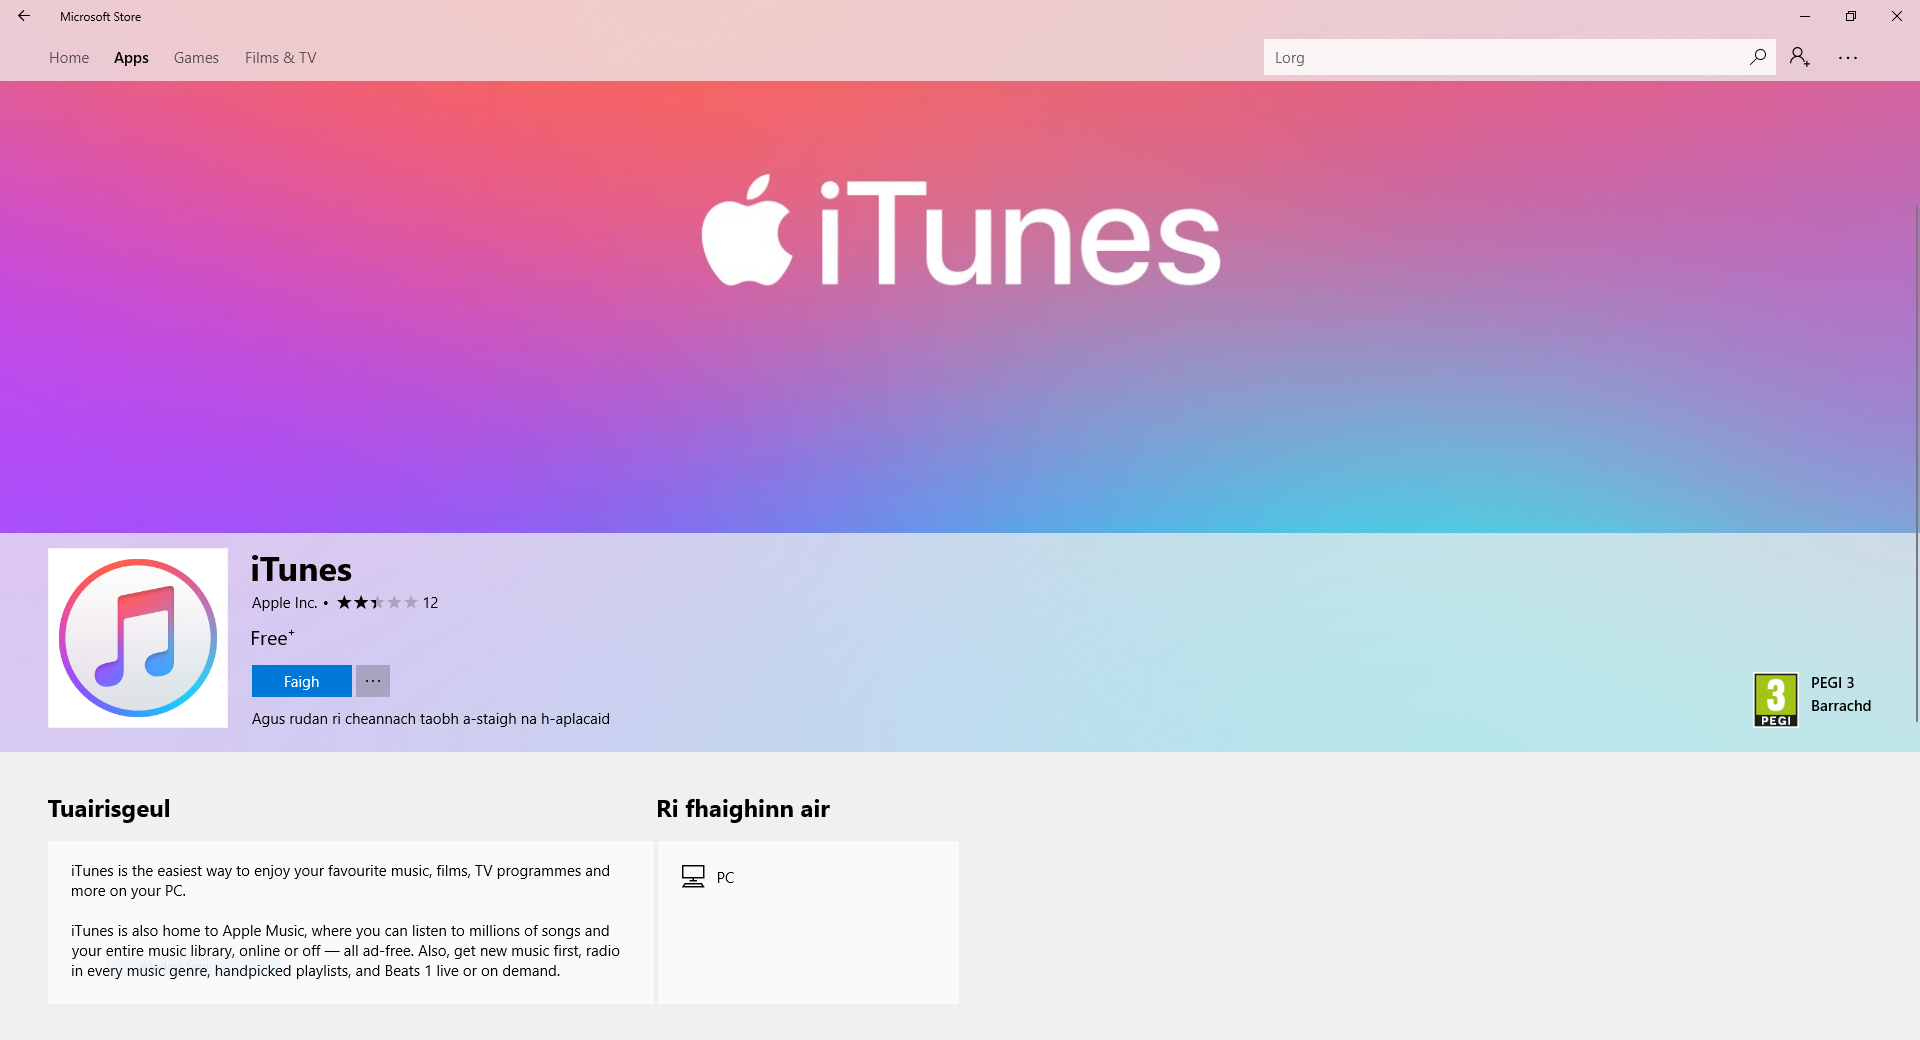 Microsoft Store
Home Apps Games Films & TV
Lorg
iTunes
iTunes
Apple Inc. • 12
Free+
Faigh ...
Agus rudan ri cheannach taobh a-staigh na h-aplacaid
3
PEGI
PEGI 3
Barrachd
Tuairisgeul
iTunes is the easiest way to enjoy your favourite music, films, TV programmes and
more on your PC.
iTunes is also home to Apple Music, where you can listen to millions of songs and
your entire music library, online or off — all ad-free. Also, get new music first, radio
in every music genre, handpicked playlists, and Beats 1 live or on demand.
Ri fhaighinn air
PC